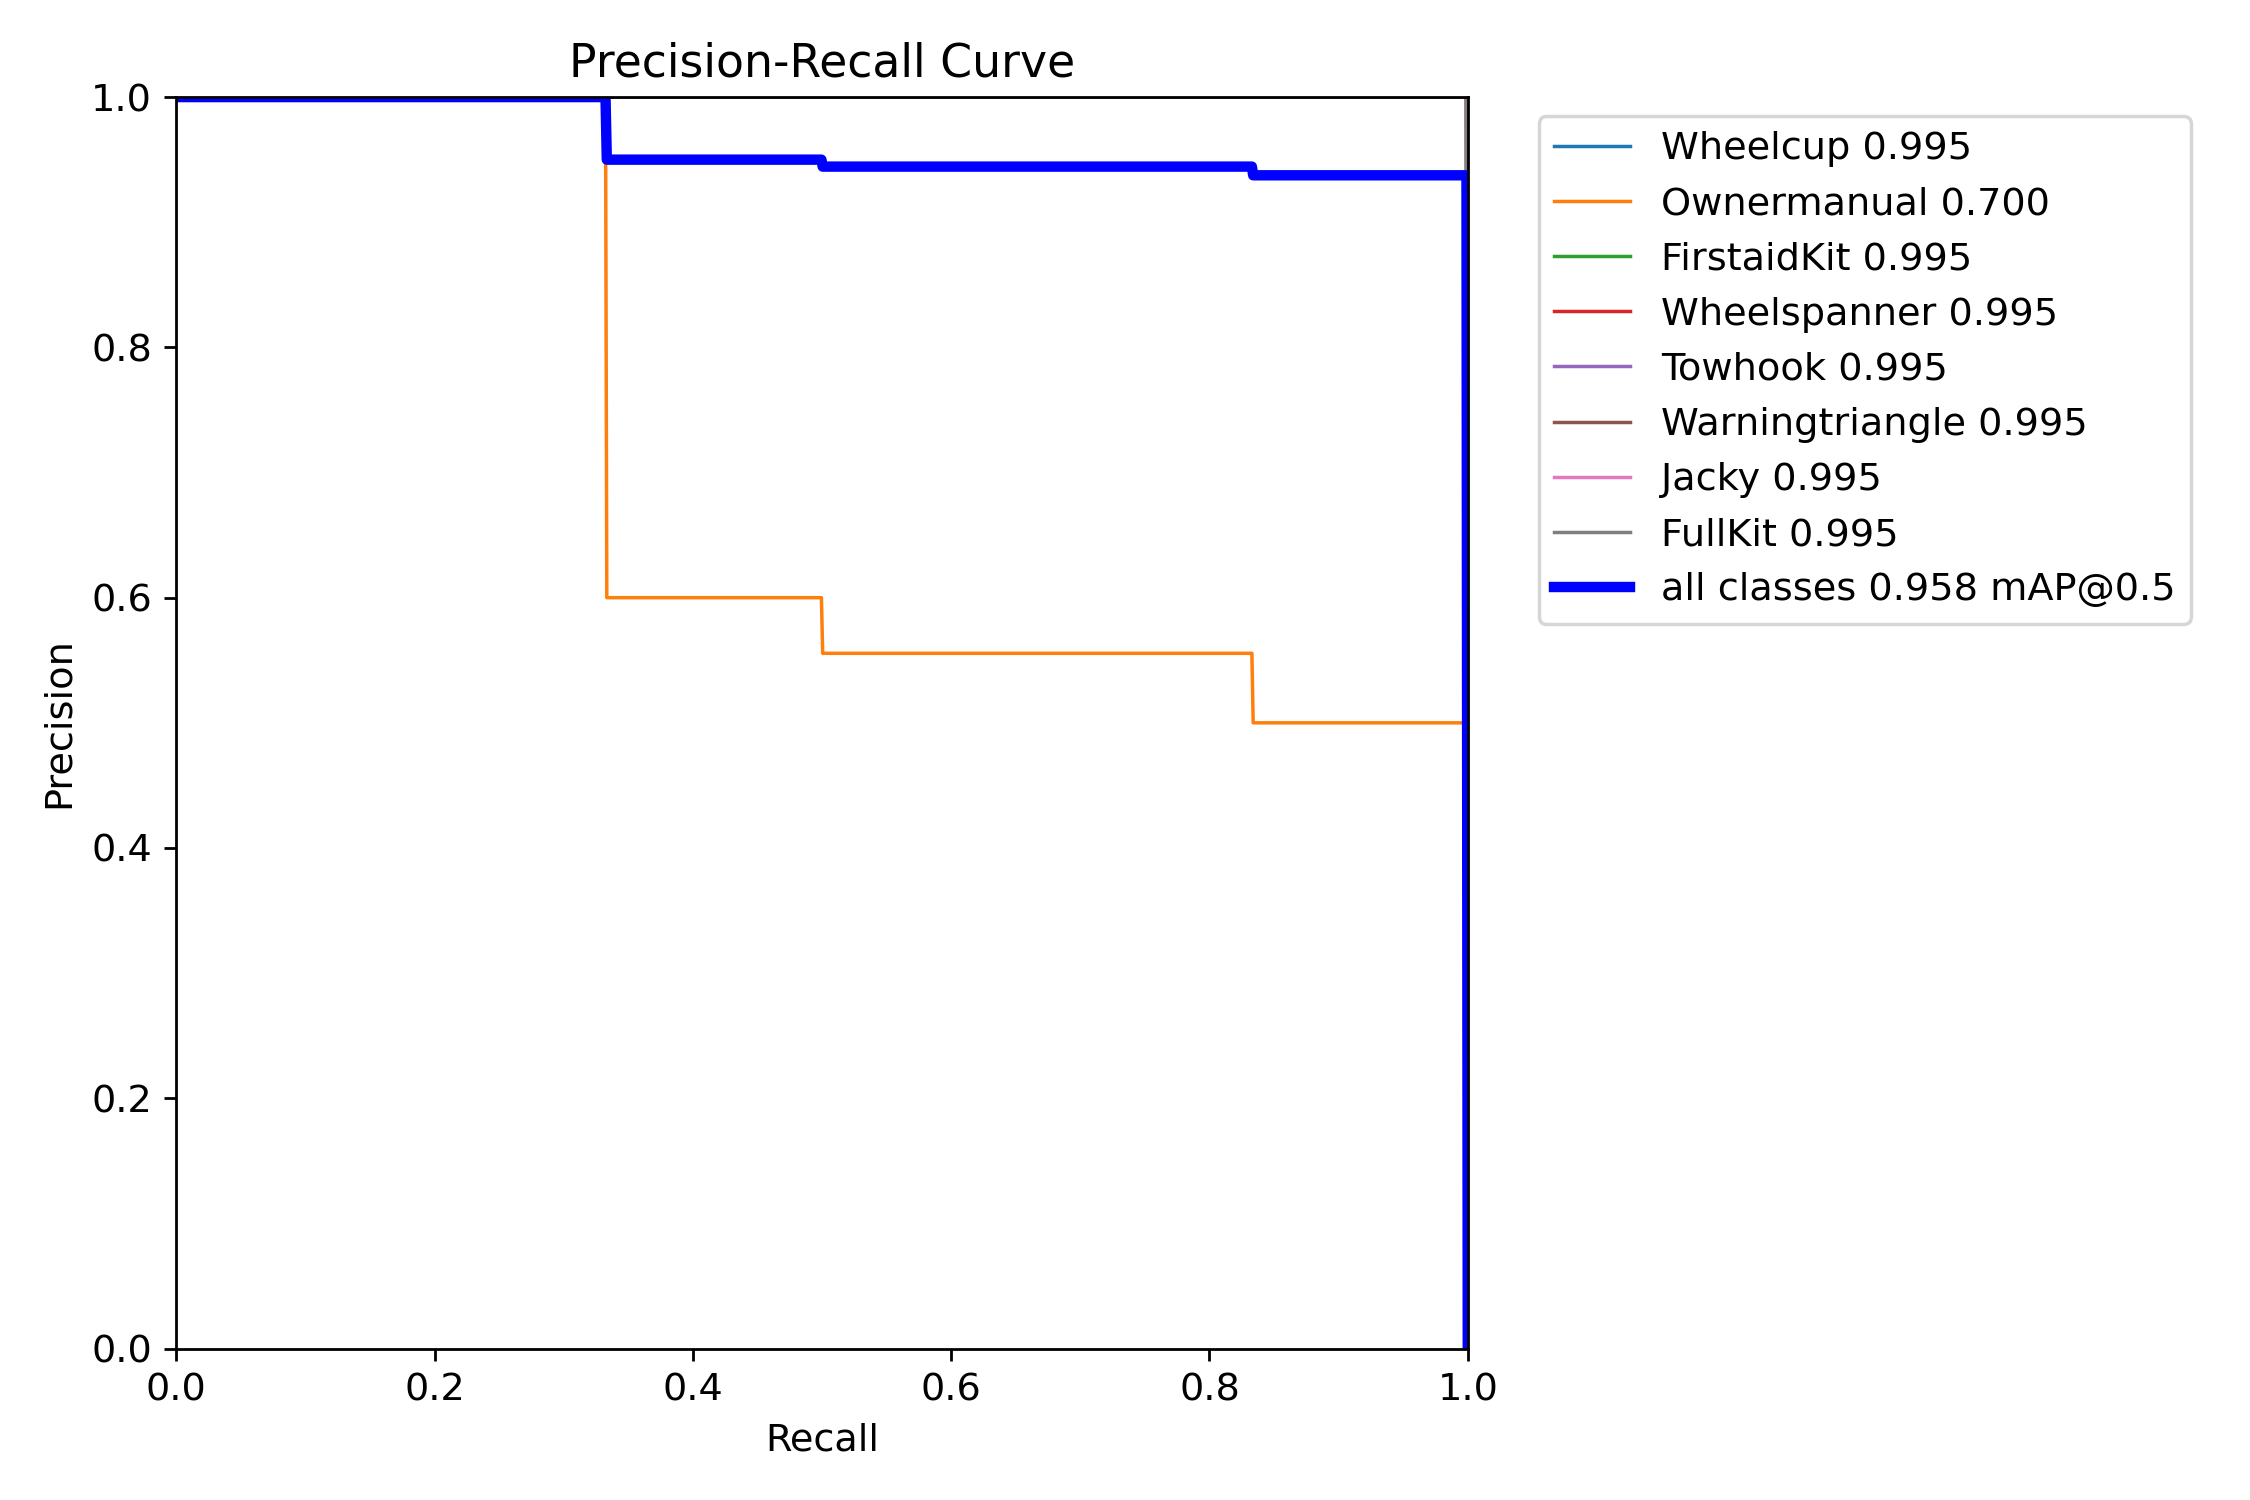 Precision-Recall Curve
1.0
0.8
0.6
0.4
0.2
0.0
Precision
0.0 0.2 0.4 0.6 0.8 1.0
Recall
Wheelcup 0.995
Ownermanual 0.700
FirstaidKit 0.995
Wheelspanner 0.995
Towhook 0.995
Warningtriangle 0.995
Jacky 0.995
FullKit 0.995
all classes 0.958 mAP@0.5